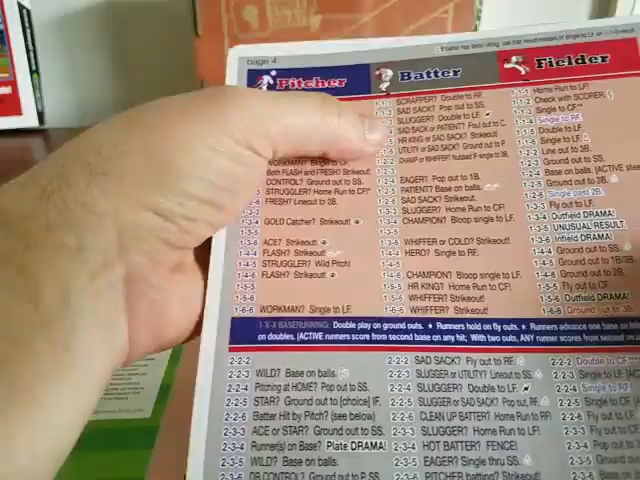 page 4
Pitcher
Batter
Fielder
1-1-1 SCRAPPER? Double to RF.
1-1-2 SAD SACK? Pop out to SS.
SLUGGER? Double to LF.
SAD SACK or PATIENT? Foul out to C.
HR KING or SAD SACK? Strikeout!
UTILITY or SAD SACK? Ground out to P.
CHAMP or WHIFFER? Nubbed IF single to 3B.
1-2-4 EAGER? Pop out to 1B.
1-2-5 PATIENT? Base on balls.
1-2-6 SAD SACK? Strikeout.
1-3-3 SLUGGER? Home Run to CF!
1-3-4 CHAMPION? Bloop single to LF.
1-3-5
1-3-6 WHIFFER or COLD? Strikeout!
1-4-4 HERO? Single to RF.
1-4-5
1-4-6 CHAMPION? Bloop single to LF.
1-5-5 HR KING? Home Run to CF!
1-5-6 WHIFFER? Strikeout!
1-6-6 WHIFFER? Strikeout!
WORKMAN? Single to CF.
Both FLASH and FRESH? Strikeout!
CONTROL? Ground out to SS.
STRUGGLER? Home Run to CF!*
FRESH? Lineout to 2B.
GOLD Catcher? Strikeout!
1-3-5
1-3-6 ACE? Strikeout!
1-4-4 FLASH? Strikeout!
1-4-5 STRUGGLER? Wild Pitch!
1-4-6 FLASH? Strikeout!
1-5-5
1-5-6
1-6-6 WORKMAN? Single to LF.
1-1-1 Home Run to LF!
1-1-2 Check with SCORER.
1-1-3 Single to CF.**
1-1-4 Single to RF.
1-1-5 Double to LF.
1-1-6 Single to LF.
1-2-2 Line out to 3B.
1-2-3 Ground out to SS.
1-2-4 Base on balls.
1-2-5 Ground out to 3B.
1-2-6 Single past 2B.
1-3-3 Fly out to LF.
1-3-4 Outfield DRAMA!
1-3-5 UNUSUAL RESULT.
1-3-6 Infield DRAMA!
1-4-4 Ground out to SS.
1-4-5 Ground out to 1B/3B.
1-4-6 Ground out to 2B.
1-5-5 Fly out to CF.
1-5-6 Outfield DRAMA!
1-6-6 Ground out to 3B.
1-X-X BASERUNNING: Double play on ground outs. ★ Runners hold on fly outs. ★ Runners advance one base on
on doubles, [ACTIVE runners score from second base on any hit; With two outs, ANY runner scores from second on
2-2-2
2-2-3 WILD? Base on balls.
2-2-4 Pitching at HOME? Pop out to SS.
2-2-5 STAR? Ground out to [choice] IF.
2-2-6 Batter Hit by Pitch? (see below)
2-3-3 ACE or STAR? Ground out to SS.
2-3-4 Runner(s) on Base? Plate DRAMA!
2-3-5 WILD? Base on balls.
2-3-6
2-2-2 SAD SACK? Fly out to RF.
2-2-3 SLUGGER or UTILITY? Lineout to SS.
2-2-4 SLUGGER? Double to LF.
2-2-5 SLUGGER or SAD SACK? Pop out, RF.
2-2-6 CLEAN UP BATTER? Home Run to RF!
2-3-3 SLUGGER? Home Run to LF!
2-3-4 HOT BATTER? FENCE!
2-3-5 EAGER? Single thru SS.
2-3-6 PITCHER batting? Strikeout!
2-2-2 Double to CF.
2-2-3 Single to LF
2-2-4 Single to RF
2-2-5 Single to CF
2-2-6 Fly out to LF.
2-3-3 Fly out to CF.
2-3-4 Pop out to
2-3-5 Ground out to
2-3-6 Base on